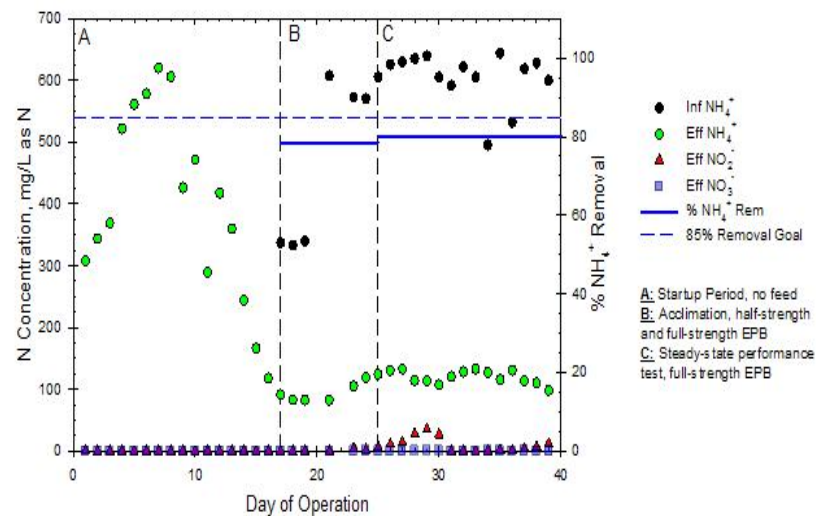 A
B
C
700
600
500
400
300
200
100
0
N Concentration, mg/L as N
0
10
20
30
40
Day of Operation
100
80
60
40
20
0
% NH₄⁺ Removal
Inf NH₄⁺
Eff NH₄⁺
Eff NO₂⁻
Eff NO₃⁻
% NH₄⁺ Rem
85% Removal Goal
A: Startup Period, no feed
B: Acclimation, half-strength
and full-strength EPB
C: Steady-state performance
test, full-strength EPB